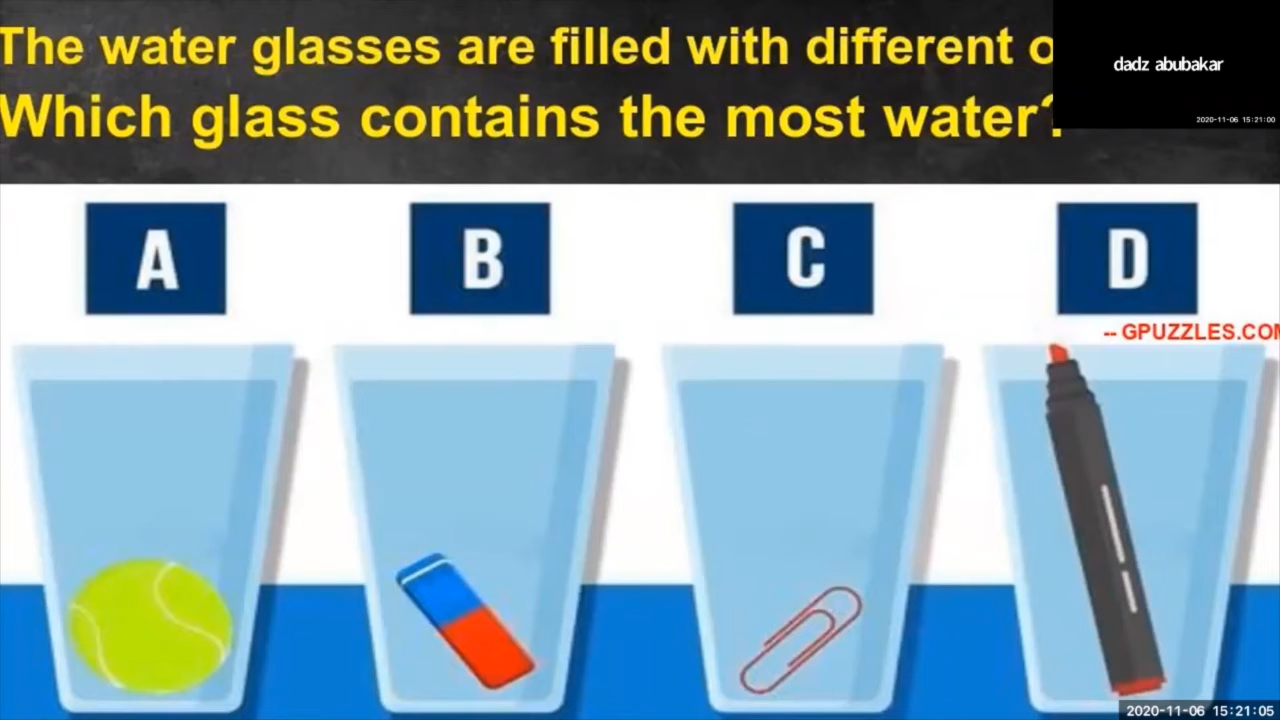 The water glasses are filled with different
Which glass contains the most water?
dadz abubakar
2020-11-06 15:21:00
A
B
C
D
-- GPUZZLES.COM
2020-11-06 15:21:05